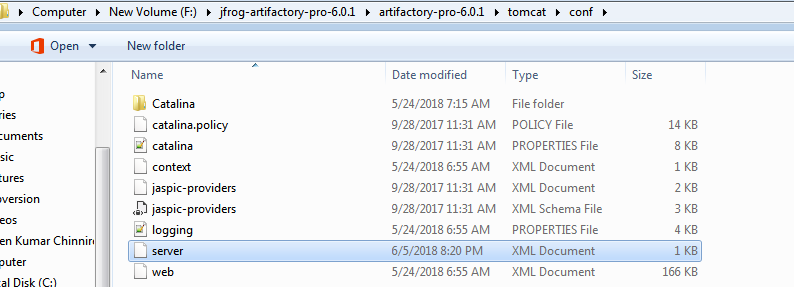 Computer ▸ New Volume (F:) ▸ jfrog-artifactory-pro-6.0.1 ▸ artifactory-pro-6.0.1 ▸ tomcat ▸ conf ▸
Open New folder
Name Date modified Type Size
Catalina 5/24/2018 7:15 AM File folder
catalina.policy 9/28/2017 11:31 AM POLICY File 14 KB
catalina 9/28/2017 11:31 AM PROPERTIES File 8 KB
context 5/24/2018 6:55 AM XML Document 1 KB
jaspic-providers 9/28/2017 11:31 AM XML Document 2 KB
jaspic-providers 9/28/2017 11:31 AM XML Schema File 3 KB
logging 5/24/2018 6:55 AM PROPERTIES File 4 KB
server 6/5/2018 8:20 PM XML Document 1 KB
web 5/24/2018 6:55 AM XML Document 166 KB
p
ries
cuments
sic
tures
oversion
eos
en Kumar Chinnir
puter
al Disk (C:)